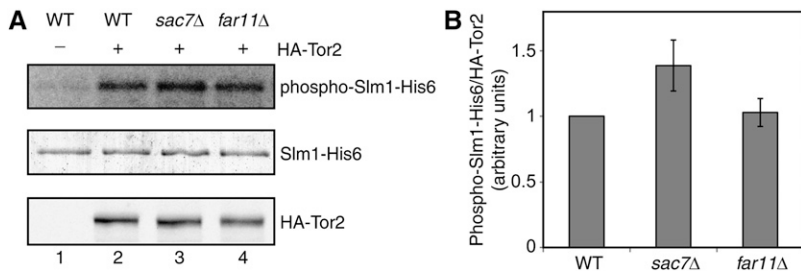 A
WT WT sac7Δ far11Δ
– + + + HA-Tor2
phospho-Slm1-His6
Slm1-His6
HA-Tor2
1 2 3 4
B
Phospho-Slm1-His6/HA-Tor2
(arbitrary units)
1.5
1
0.5
0
WT sac7Δ far11Δ